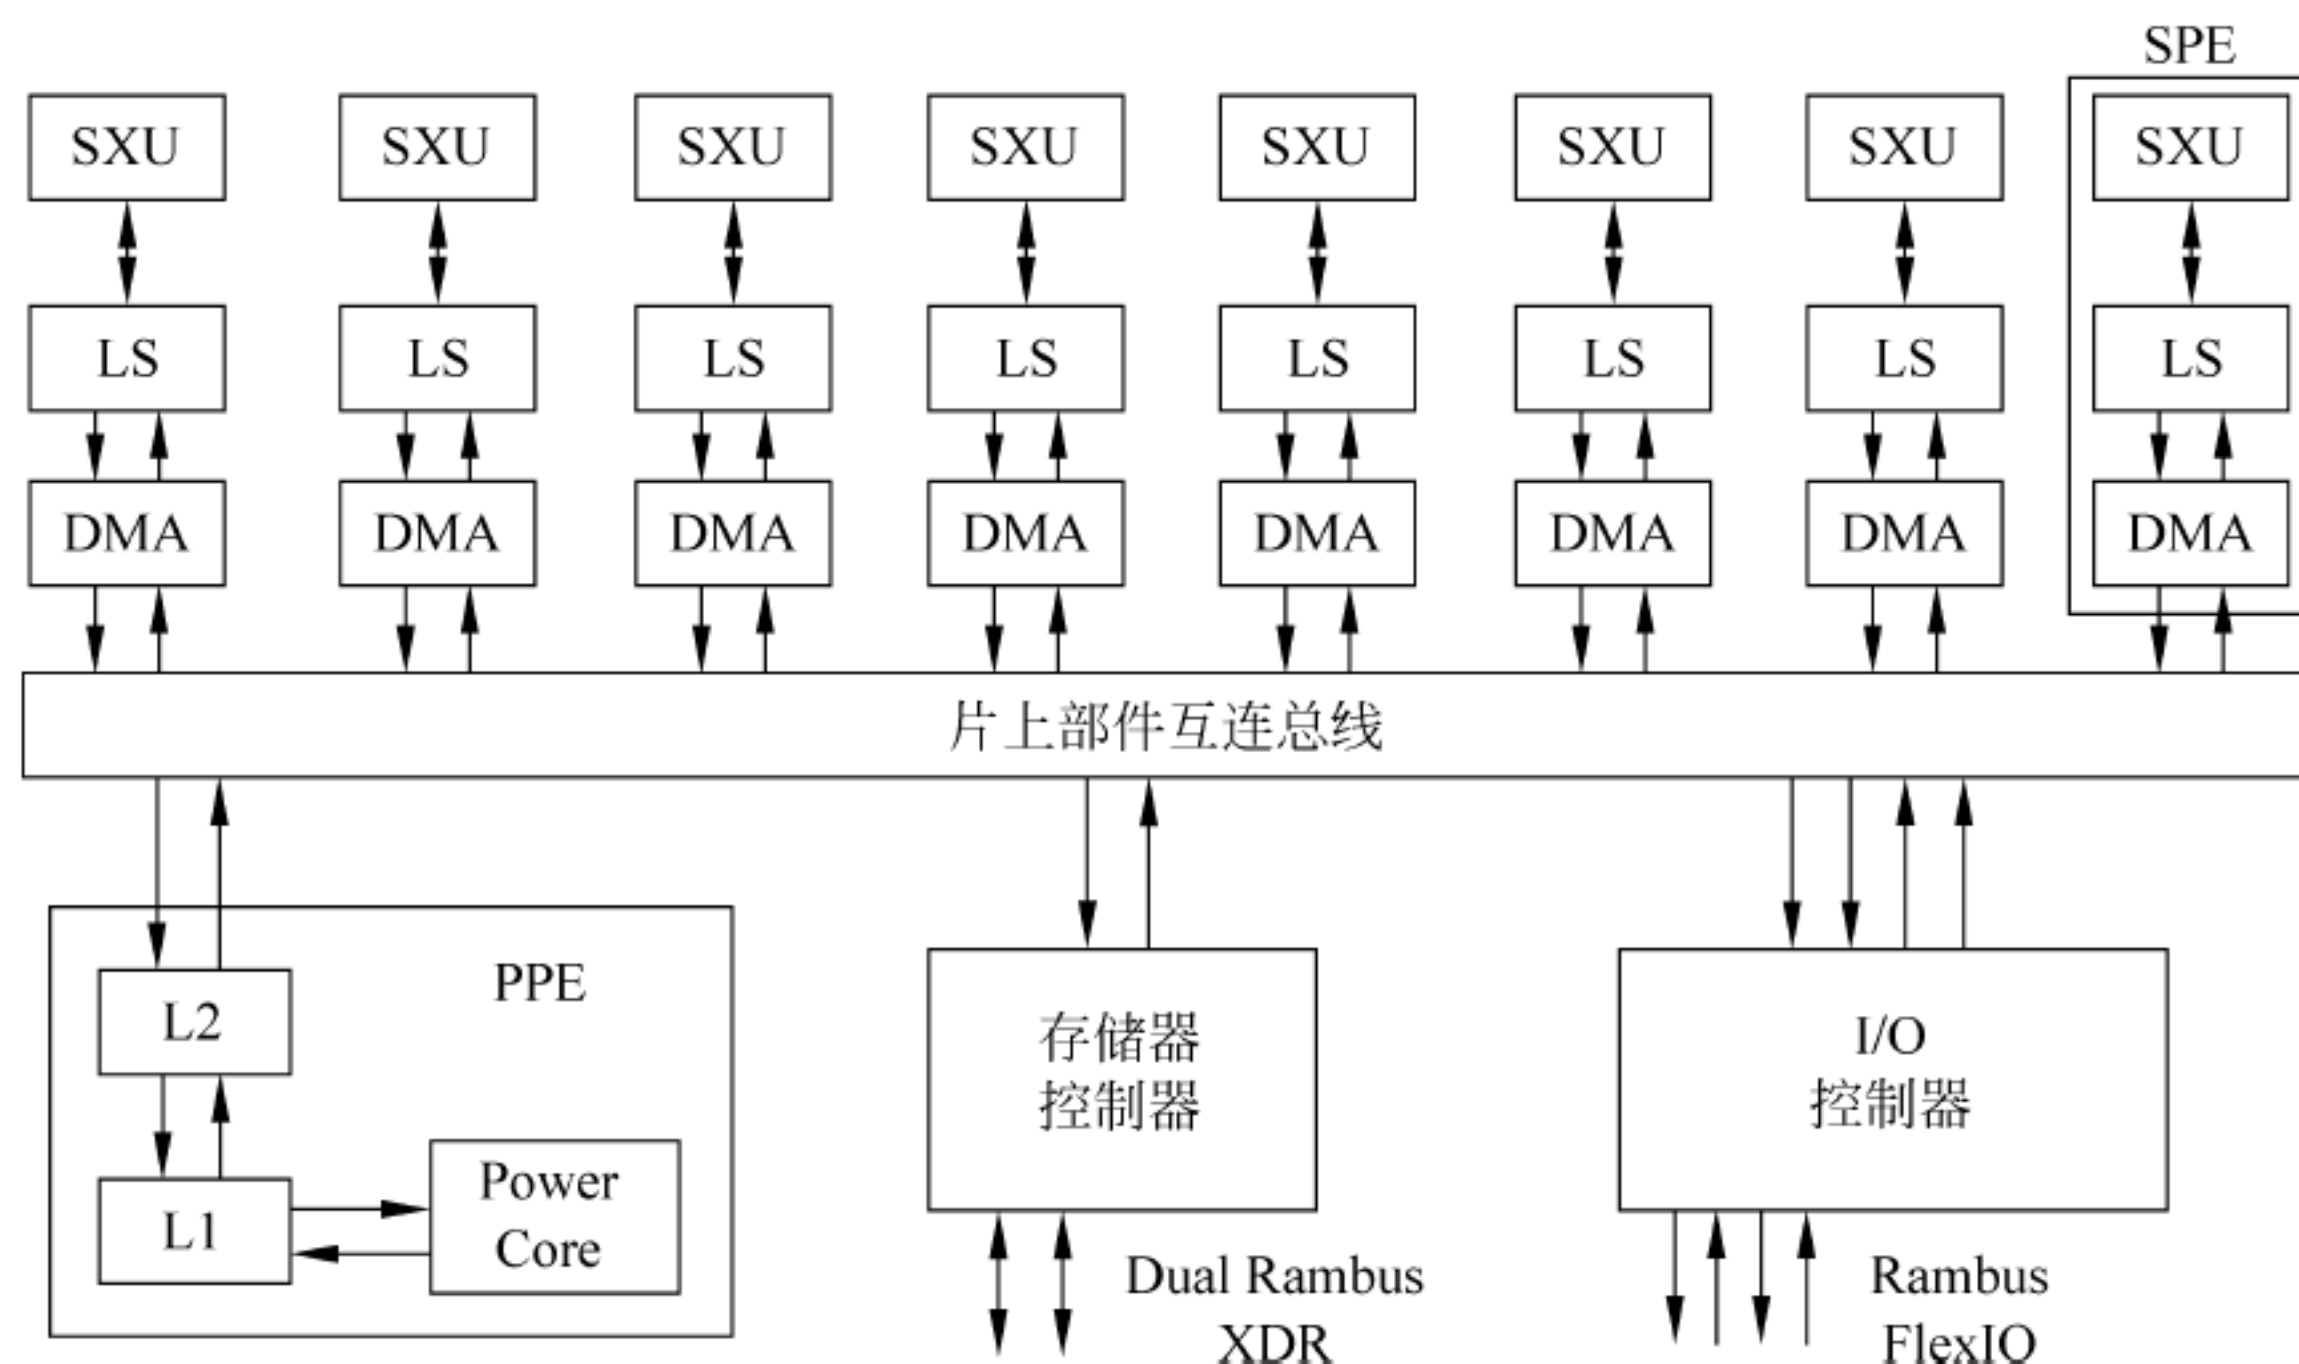 SPE
SXU SXU SXU SXU SXU SXU SXU SXU
LS LS LS LS LS LS LS LS
DMA DMA DMA DMA DMA DMA DMA DMA
片上部件互连总线
PPE
L2
L1
Power
Core
存储器
控制器
Dual Rambus
XDR
I/O
控制器
Rambus
FlexIO